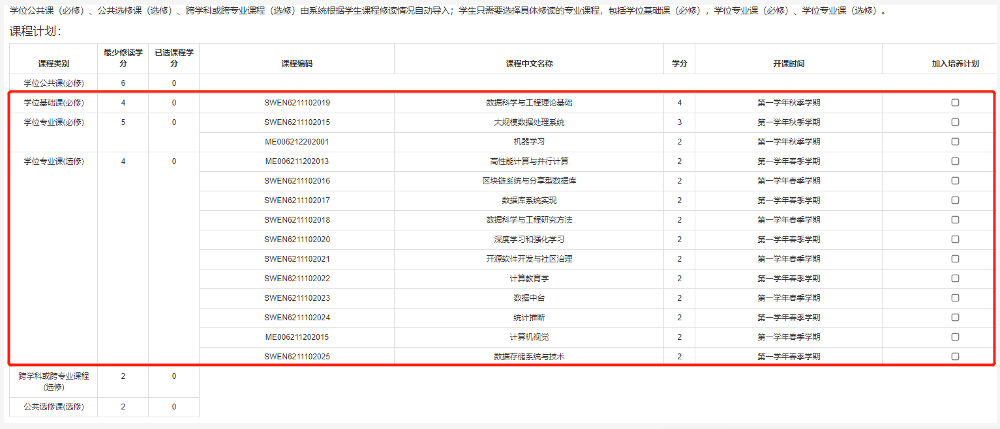 学位公共课（必修）、公共选修课（选修）、跨学科或跨专业课程（选修）由系统根据学生课程修读情况自动导入；学生只需要选择具体修读的专业课程，包括学位基础课（必修），学位专业课（必修）、学位专业课（选修）。
课程计划：
课程类别 最少修读学分 已选课程学分 课程编码 课程中文名称 学分 开课时间 加入培养计划
学位公共课(必修) 6 0
学位基础课(必修) 4 0 SWEN6211102019 数据科学与工程理论基础 4 第一学年秋季学期
学位专业课(必修) 5 0 SWEN6211102015 大规模数据处理系统 3 第一学年秋季学期
ME006212202001 机器学习 2 第一学年秋季学期
学位专业课(选修) 4 0 ME006211202013 高性能计算与并行计算 2 第一学年春季学期
SWEN6211102016 区块链系统与分享型数据库 2 第一学年春季学期
SWEN6211102017 数据库系统实现 2 第一学年春季学期
SWEN6211102018 数据科学与工程研究方法 2 第一学年春季学期
SWEN6211102020 深度学习和强化学习 2 第一学年春季学期
SWEN6211102021 开源软件开发与社区治理 2 第一学年春季学期
SWEN6211102022 计算教育学 2 第一学年春季学期
SWEN6211102023 数据中台 2 第一学年春季学期
SWEN6211102024 统计推断 2 第一学年春季学期
ME006211202015 计算机视觉 2 第一学年春季学期
SWEN6211102025 数据存储系统与技术 2 第一学年春季学期
跨学科或跨专业课程 2 0
(选修)
公共选修课(选修) 2 0